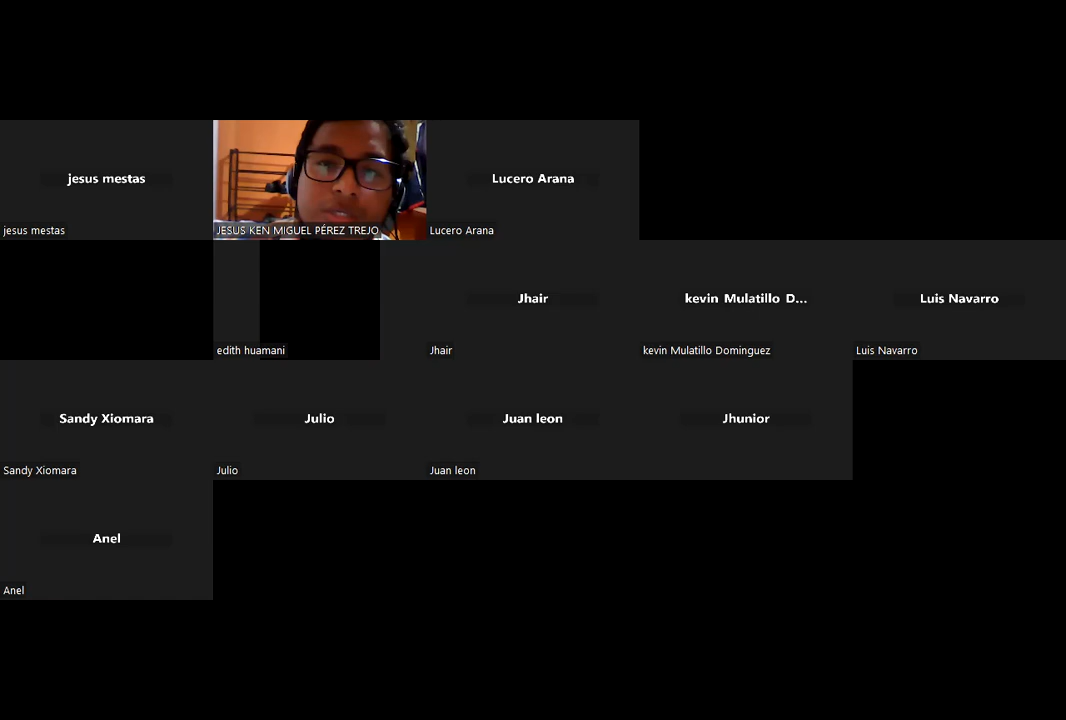 jesus mestas
jesus mestas
JESUS KEN MIGUEL PÉREZ TREJO
Lucero Arana
Lucero Arana
edith huamani
Jhair
Jhair
kevin Mulatillo D...
kevin Mulatillo Dominguez
Luis Navarro
Luis Navarro
Sandy Xiomara
Sandy Xiomara
Julio
Julio
Juan leon
Juan leon
Jhunior
Anel
Anel